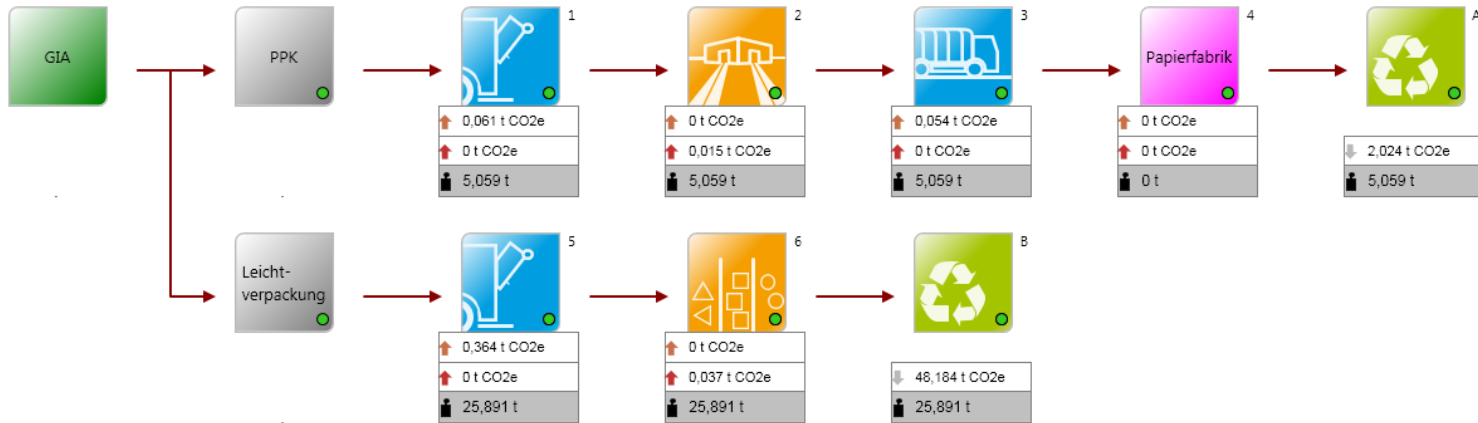 1
2
3
4
A
GIA
PPK
Papierfabrik
0,061 t CO2e
0 t CO2e
0,054 t CO2e
0 t CO2e
0 t CO2e
0,015 t CO2e
0 t CO2e
0 t CO2e
2,024 t CO2e
5,059 t
5,059 t
5,059 t
0 t
5,059 t
5
6
B
Leicht-
verpackung
0,364 t CO2e
0 t CO2e
0 t CO2e
0,037 t CO2e
48,184 t CO2e
25,891 t
25,891 t
25,891 t